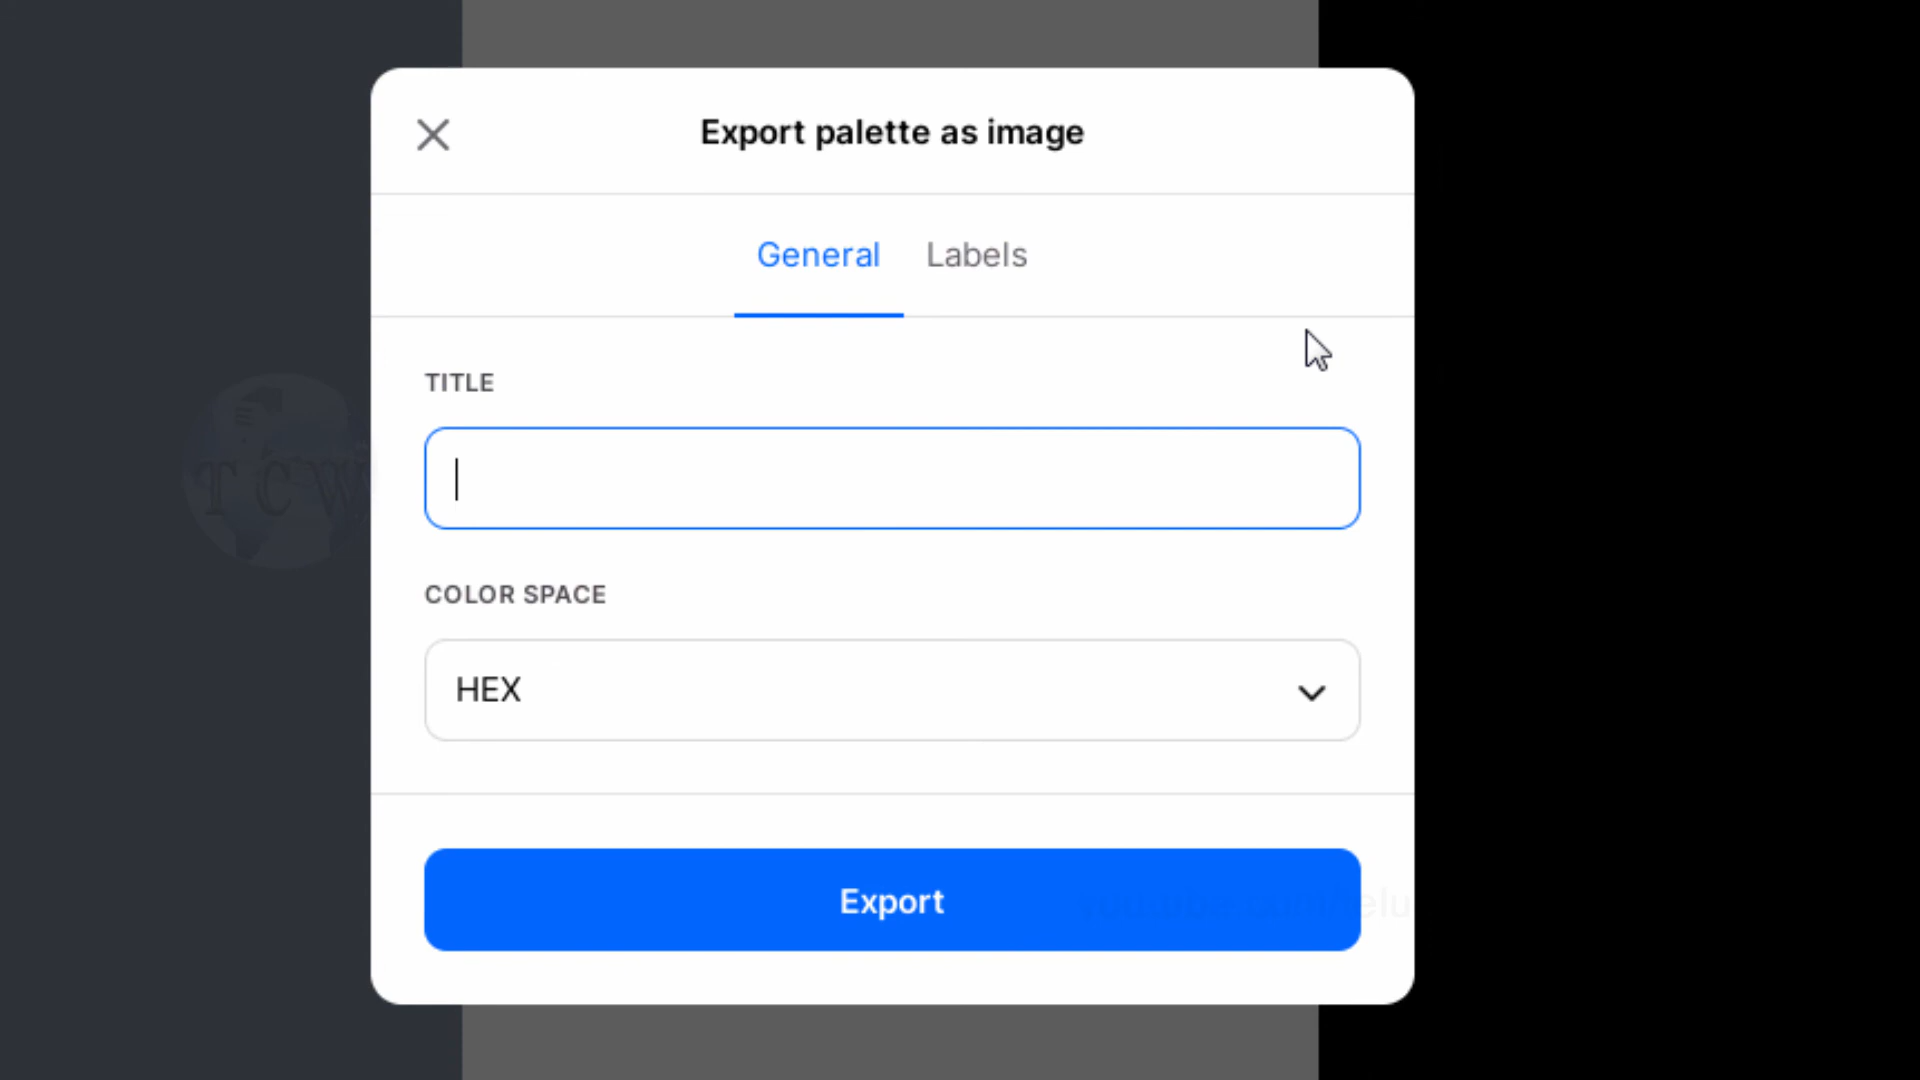 Export palette as image
General Labels
TITLE
COLOR SPACE
HEX
Export
T C W